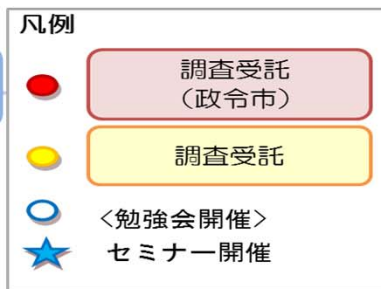 凡例
調査受託
（政令市）
調査受託
<勉強会開催>
セミナー開催